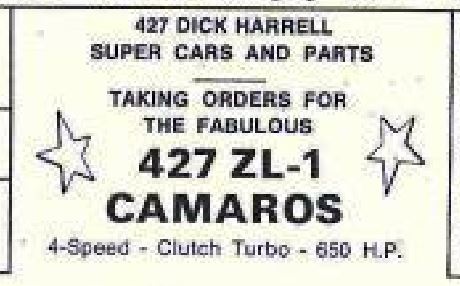 427 DICK HARRELL
SUPER CARS AND PARTS
TAKING ORDERS FOR
THE FABULOUS
427 ZL-1
CAMAROS
4-Speed - Clutch Turbo - 650 H.P.